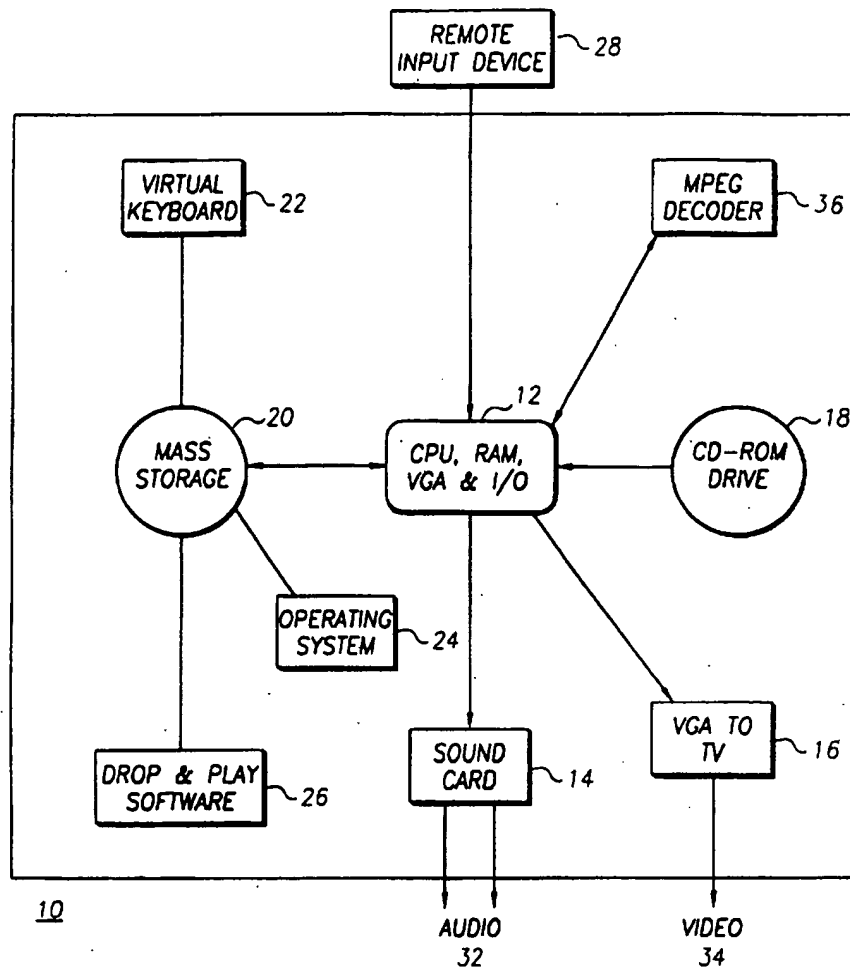 REMOTE
INPUT DEVICE
28
VIRTUAL
KEYBOARD
22
MPEG
DECODER
36
12
20
18
MASS
STORAGE
CPU, RAM,
VGA & I/O
CD-ROM
DRIVE
OPERATING
SYSTEM
24
DROP & PLAY
SOFTWARE
26
SOUND
CARD
14
VGA TO
TV
16
10
AUDIO
32
VIDEO
34